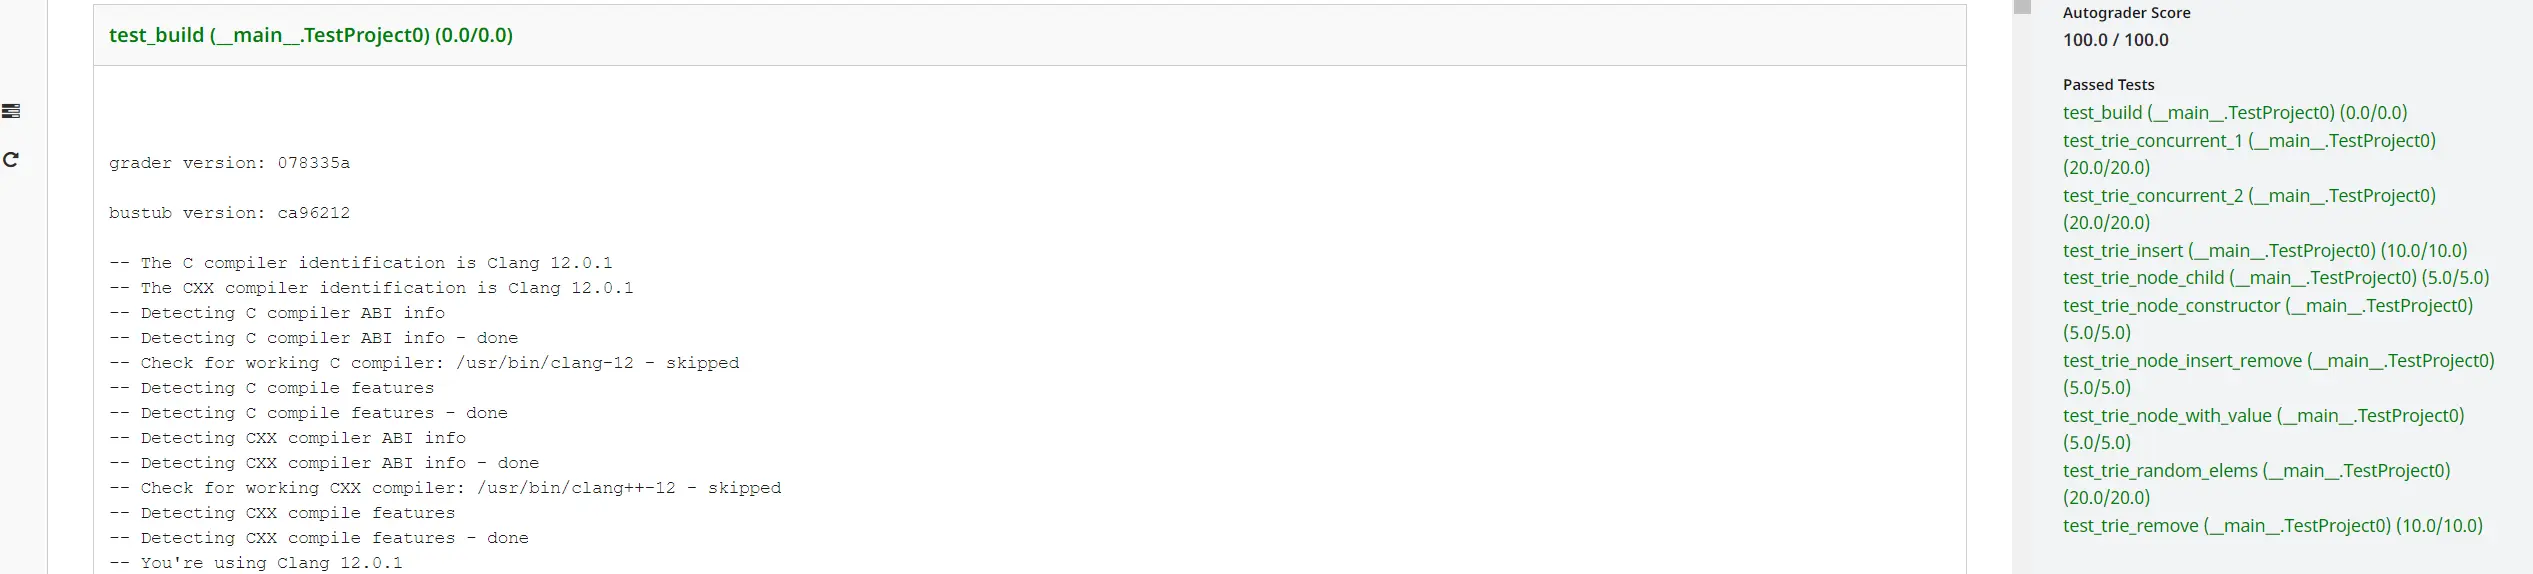 test_build (__main__.TestProject0) (0.0/0.0)
grader version: 078335a
bustub version: ca96212
-- The C compiler identification is Clang 12.0.1
-- The CXX compiler identification is Clang 12.0.1
-- Detecting C compiler ABI info
-- Detecting C compiler ABI info - done
-- Check for working C compiler: /usr/bin/clang-12 - skipped
-- Detecting C compile features
-- Detecting C compile features - done
-- Detecting CXX compiler ABI info
-- Detecting CXX compiler ABI info - done
-- Check for working CXX compiler: /usr/bin/clang++-12 - skipped
-- Detecting CXX compile features
-- Detecting CXX compile features - done
-- You're using Clang 12.0.1
Autograder Score
100.0 / 100.0
Passed Tests
test_build (__main__.TestProject0) (0.0/0.0)
test_trie_concurrent_1 (__main__.TestProject0)
(20.0/20.0)
test_trie_concurrent_2 (__main__.TestProject0)
(20.0/20.0)
test_trie_insert (__main__.TestProject0) (10.0/10.0)
test_trie_node_child (__main__.TestProject0) (5.0/5.0)
test_trie_node_constructor (__main__.TestProject0)
(5.0/5.0)
test_trie_node_insert_remove (__main__.TestProject0)
(5.0/5.0)
test_trie_node_with_value (__main__.TestProject0)
(5.0/5.0)
test_trie_random_elems (__main__.TestProject0)
(20.0/20.0)
test_trie_remove (__main__.TestProject0) (10.0/10.0)